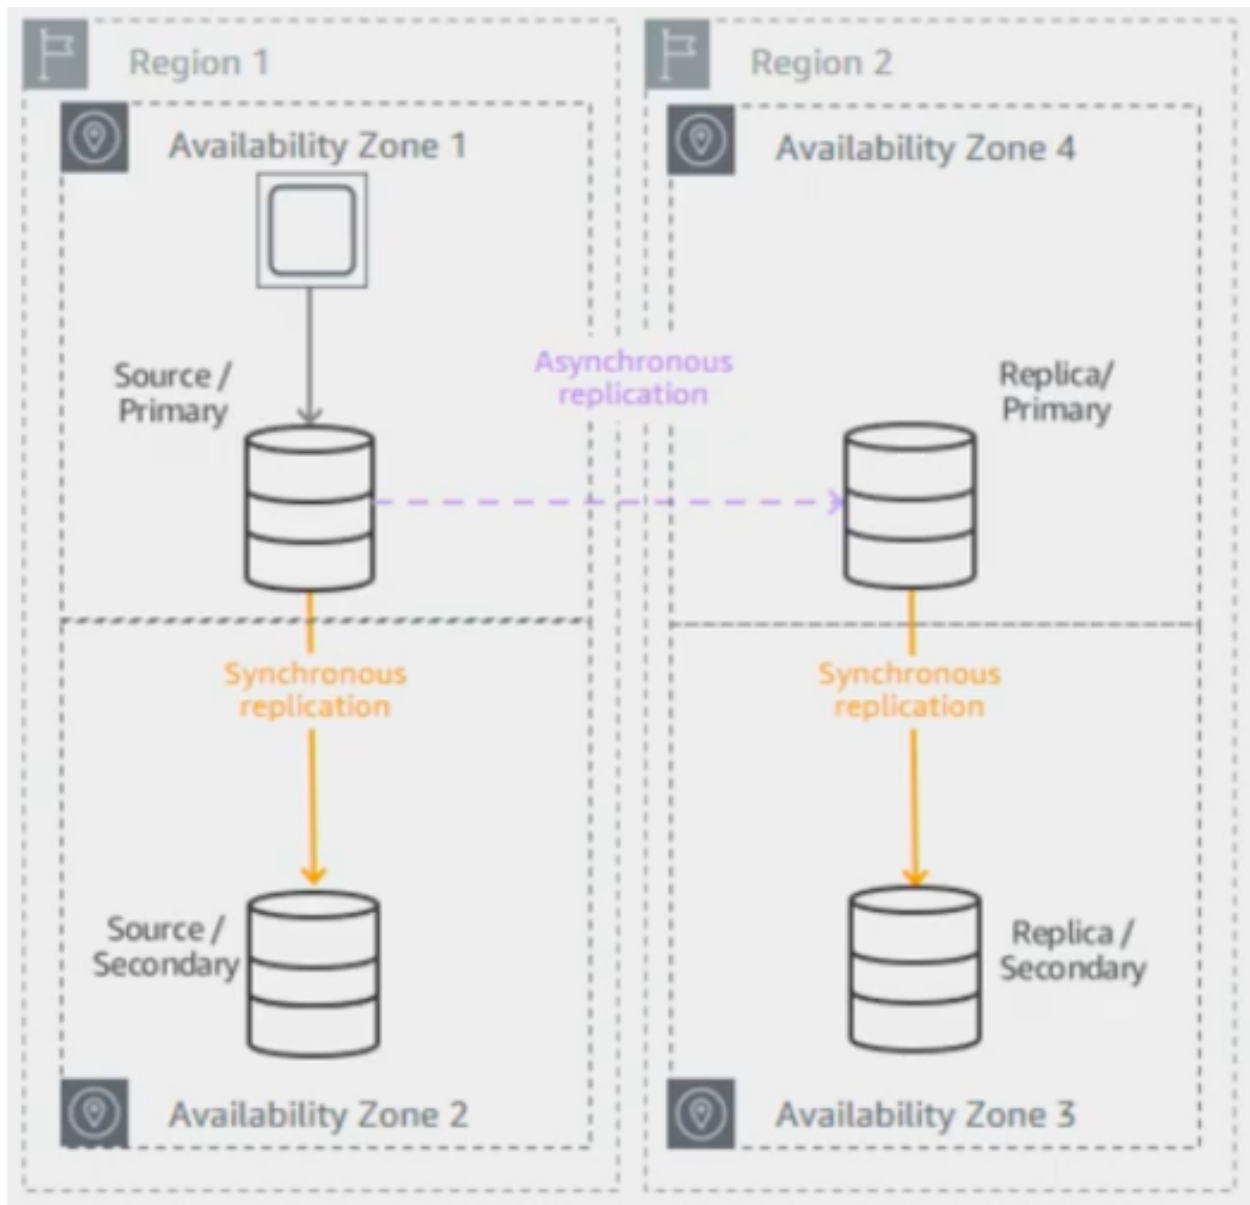 Region 1
Region 2
Availability Zone 1
Availability Zone 4
Source /
Primary
Asynchronous
replication
Replica/
Primary
Synchronous
replication
Synchronous
replication
Source /
Secondary
Replica /
Secondary
Availability Zone 2
Availability Zone 3